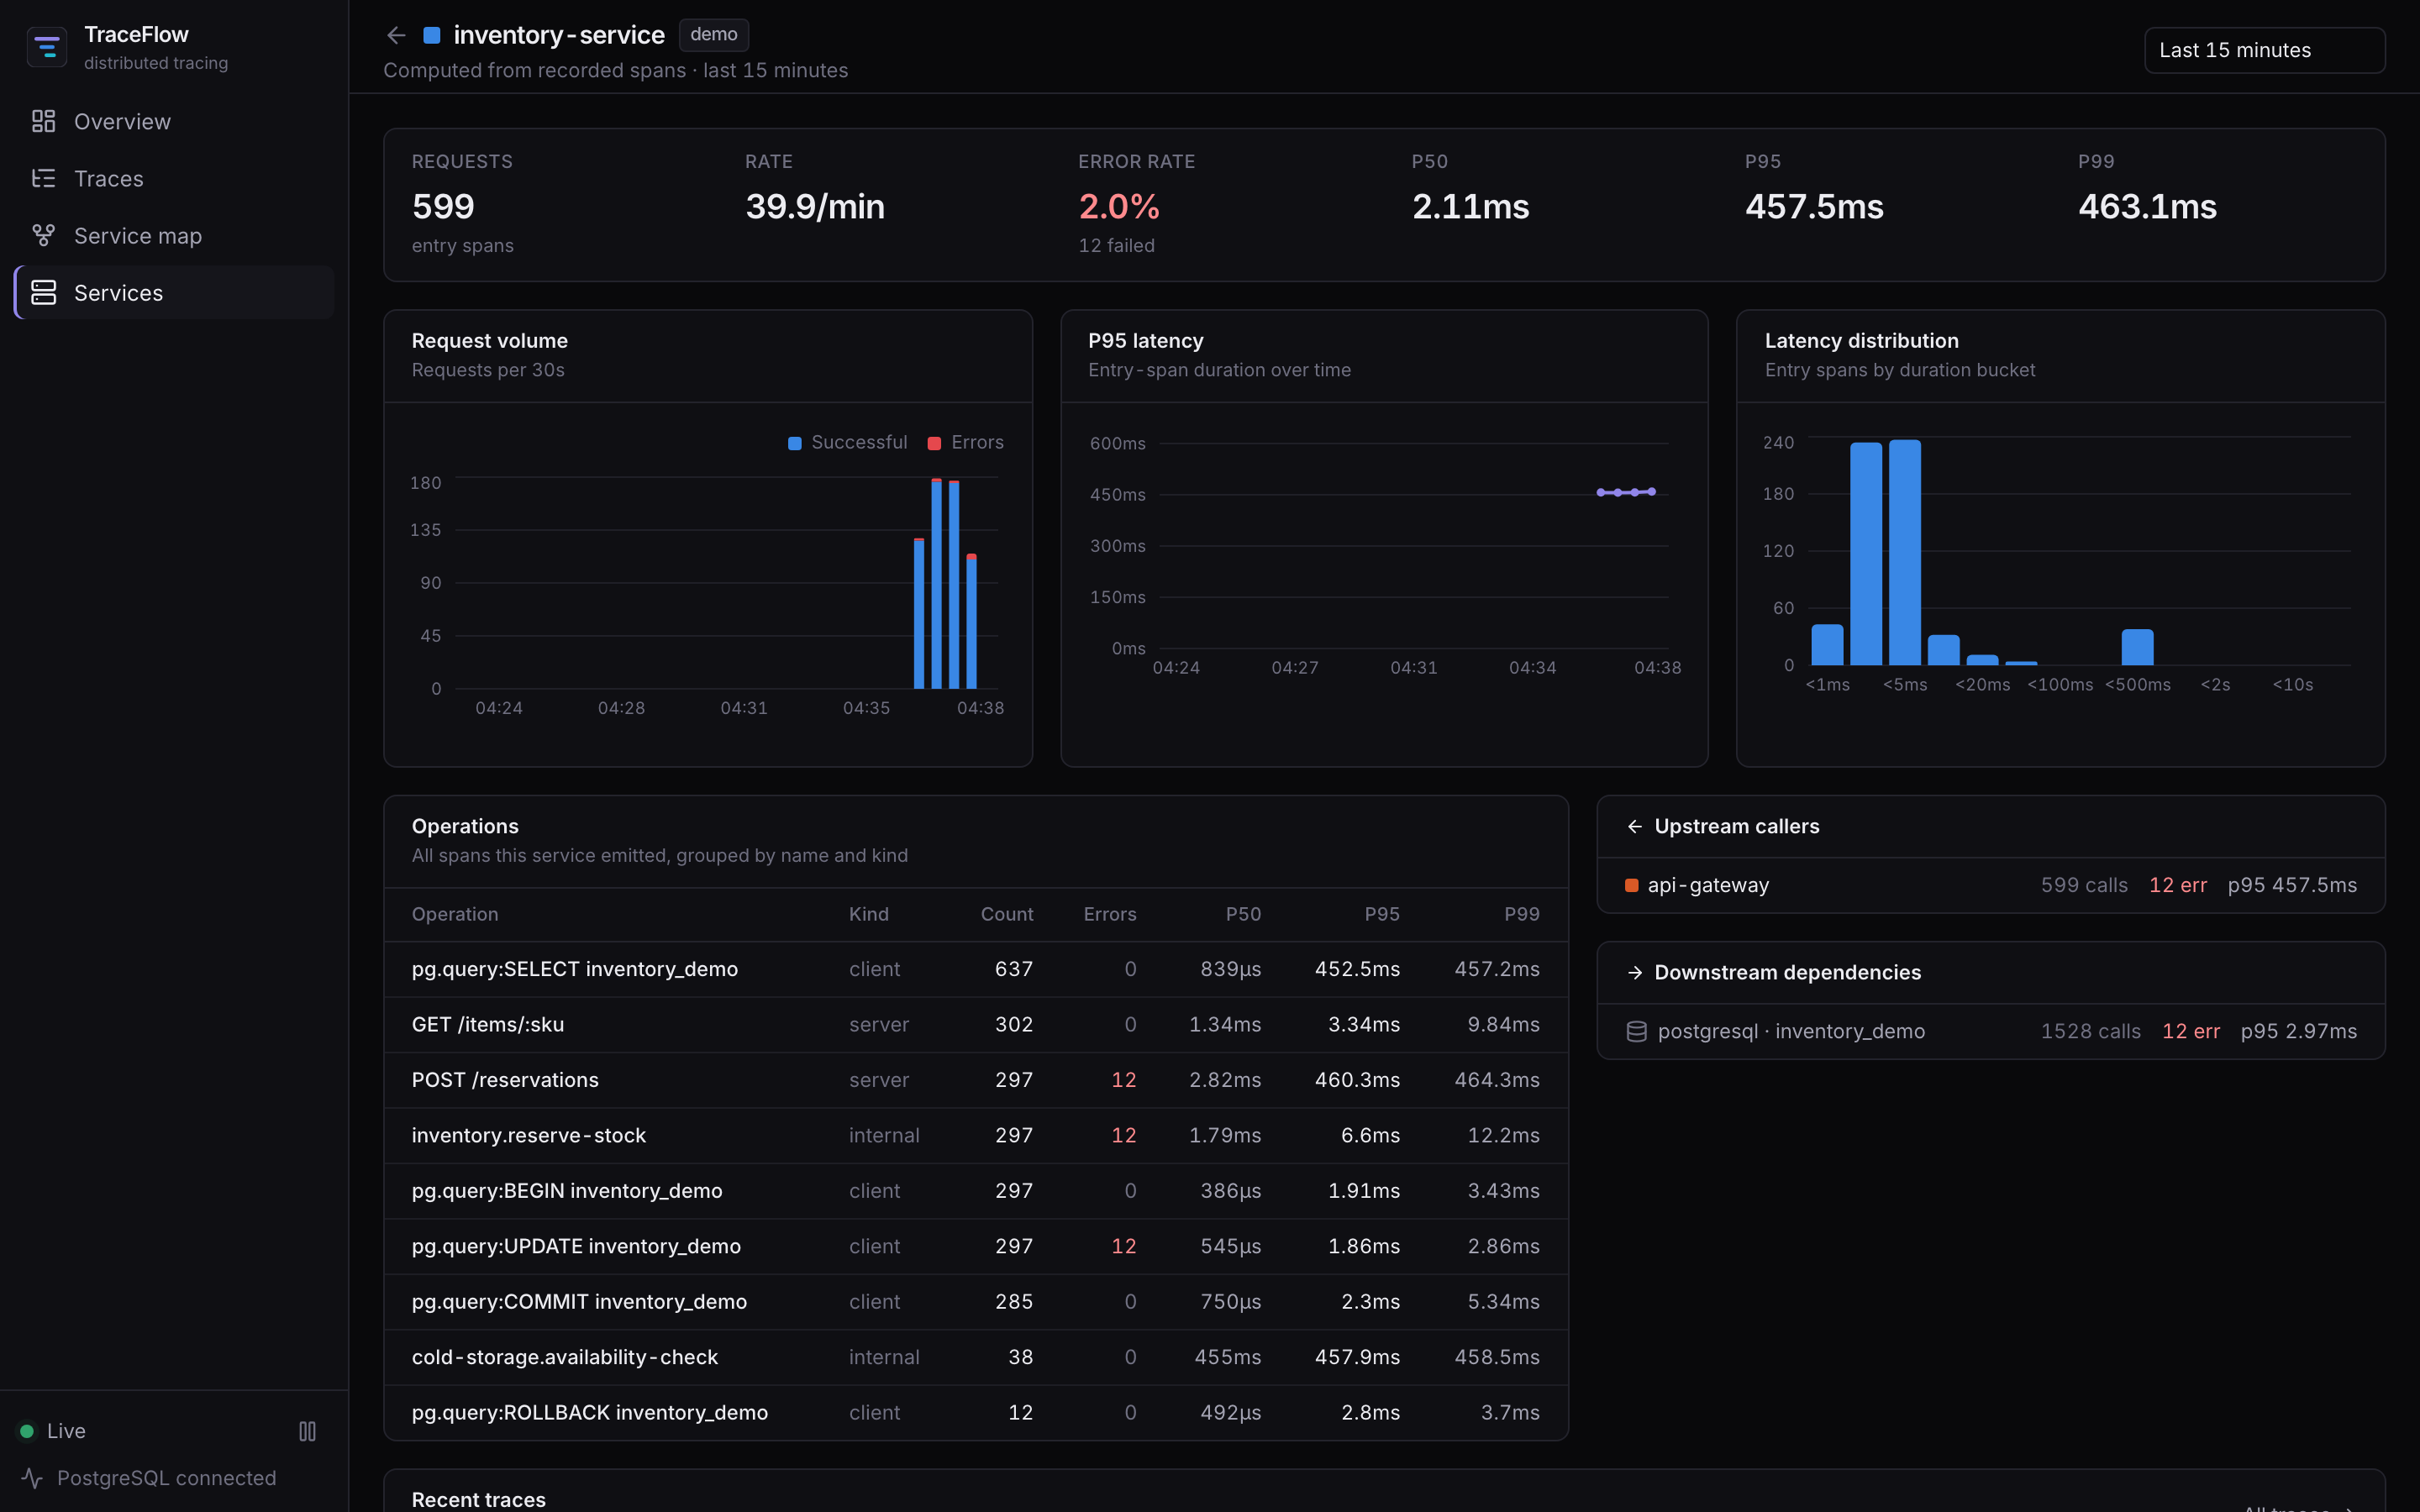 TraceFlow
distributed tracing
Overview
Traces
Service map
Services
Live
PostgreSQL connected
inventory-service demo
Computed from recorded spans · last 15 minutes
Last 15 minutes
REQUESTS RATE ERROR RATE P50 P95 P99
599 39.9/min 2.0% 2.11ms 457.5ms 463.1ms
entry spans 12 failed
Request volume
Requests per 30s
Successful Errors
180
135
90
45
0
04:24 04:28 04:31 04:35 04:38
P95 latency
Entry-span duration over time
600ms
450ms
300ms
150ms
0ms
04:24 04:27 04:31 04:34 04:38
Latency distribution
Entry spans by duration bucket
240
180
120
60
0
<1ms <5ms <20ms <100ms <500ms <2s <10s
Operations
All spans this service emitted, grouped by name and kind
Operation Kind Count Errors P50 P95 P99
pg.query:SELECT inventory_demo client 637 0 839µs 452.5ms 457.2ms
GET /items/:sku server 302 0 1.34ms 3.34ms 9.84ms
POST /reservations server 297 12 2.82ms 460.3ms 464.3ms
inventory.reserve-stock internal 297 12 1.79ms 6.6ms 12.2ms
pg.query:BEGIN inventory_demo client 297 0 386µs 1.91ms 3.43ms
pg.query:UPDATE inventory_demo client 297 12 545µs 1.86ms 2.86ms
pg.query:COMMIT inventory_demo client 285 0 750µs 2.3ms 5.34ms
cold-storage.availability-check internal 38 0 455ms 457.9ms 458.5ms
pg.query:ROLLBACK inventory_demo client 12 0 492µs 2.8ms 3.7ms
← Upstream callers
api-gateway 599 calls 12 err p95 457.5ms
→ Downstream dependencies
postgresql · inventory_demo 1528 calls 12 err p95 2.97ms
Recent traces